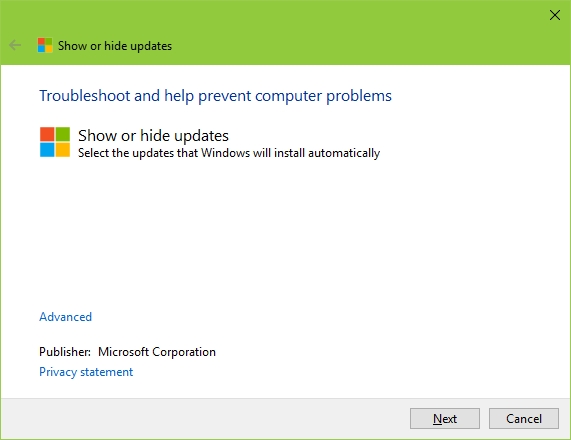 Show or hide updates
Troubleshoot and help prevent computer problems
Show or hide updates
Select the updates that Windows will install automatically
Advanced
Publisher: Microsoft Corporation
Privacy statement
Next Cancel